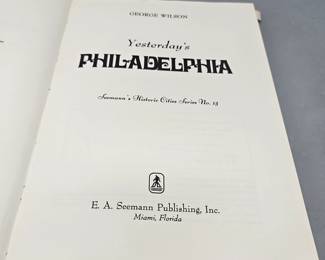 GEORGE WILSON
Yesterday's
PHILADELPHIA
Seemann's Historic Cities Series No. 18
E. A. Seemann Publishing, Inc.
Miami, Florida